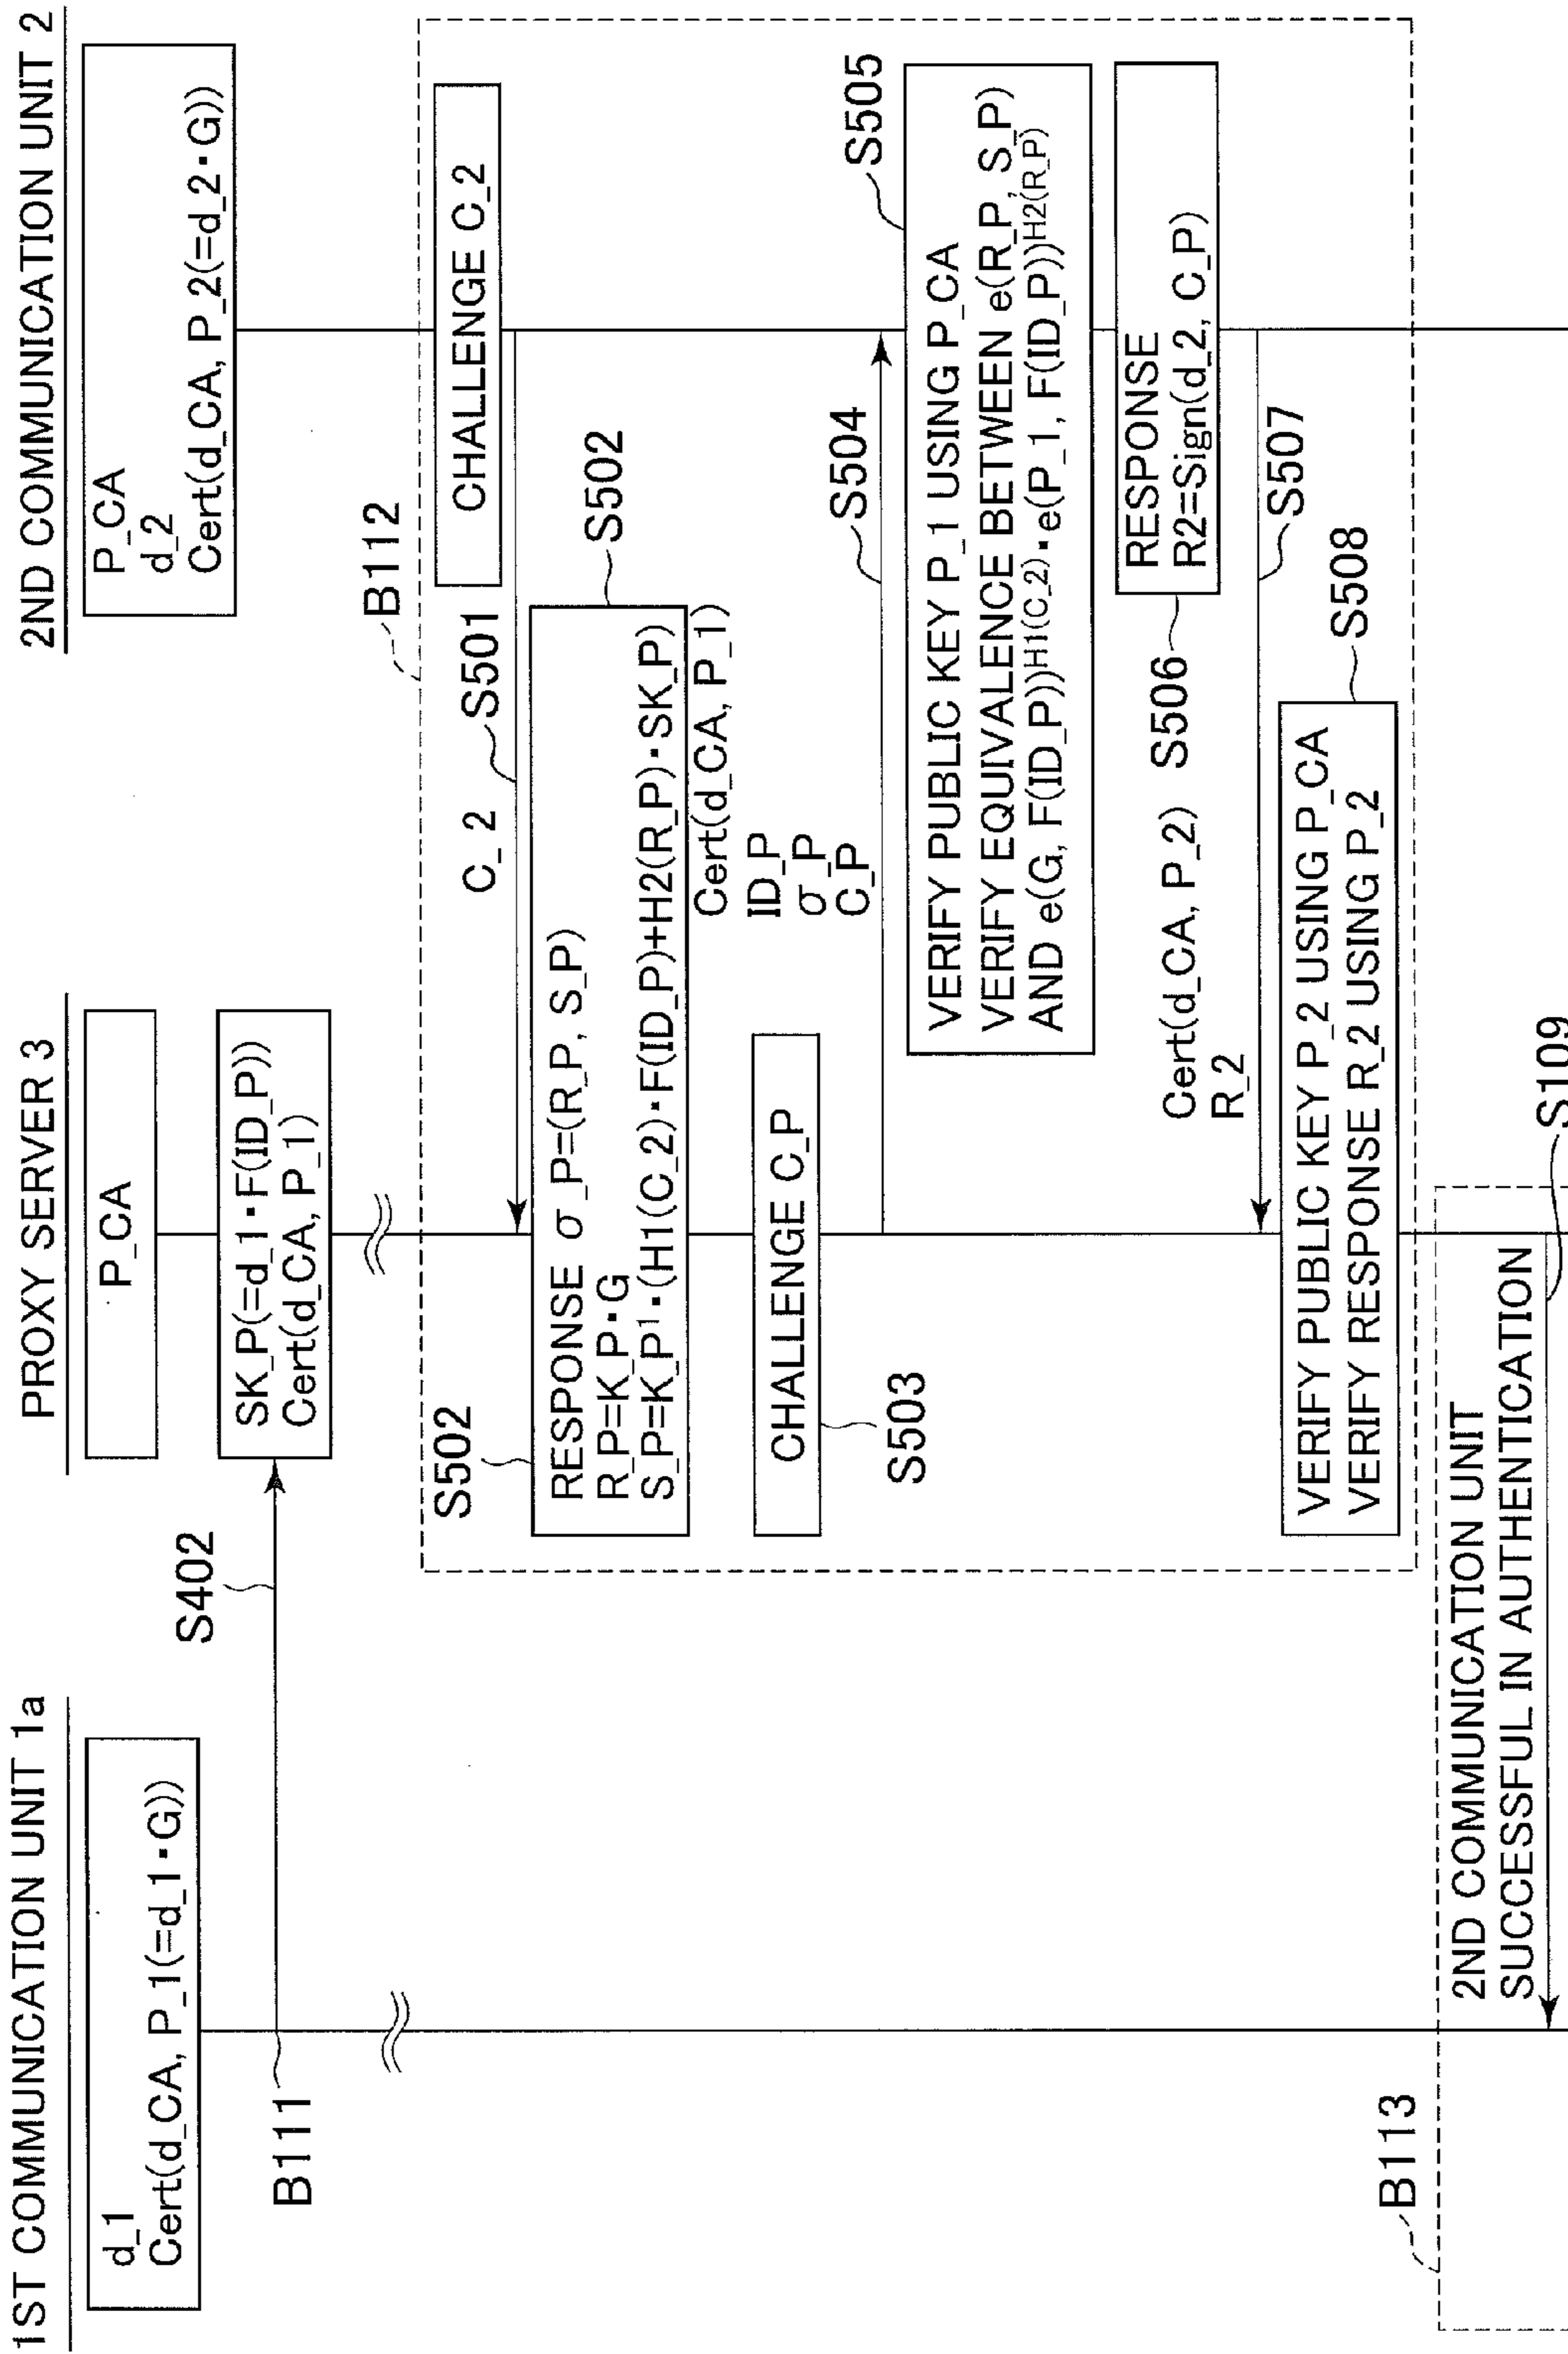 1ST COMMUNICATION UNIT 1a
PROXY SERVER 3
2ND COMMUNICATION UNIT 2
d_1
Cert(d_CA, P_1(=d_1・G))
P_CA
P_CA
d_2
Cert(d_CA, P_2(=d_2・G))
B111
S402
SK_P(=d_1・F(ID_P))
Cert(d_CA, P_1)
B112
CHALLENGE C_2
C_2
S501
S502
S502
RESPONSE σ_P=(R_P, S_P)
R_P=K_P・G
S_P=K_P¹・(H1(C_2)・F(ID_P)+H2(R_P)・SK_P)
Cert(d_CA, P_1)
ID_P
σ_P
C_P
CHALLENGE C_P
S503
S504
S505
VERIFY PUBLIC KEY P_1 USING P_CA
VERIFY EQUIVALENCE BETWEEN e(R_P, S_P)
AND e(G, F(ID_P))H1(C_2)・e(P_1, F(ID_P))H2(R_P)
RESPONSE
R2=Sign(d_2, C_P)
S506
Cert(d_CA, P_2)
R_2
S507
S508
VERIFY PUBLIC KEY P_2 USING P_CA
VERIFY RESPONSE R_2 USING P_2
B113
2ND COMMUNICATION UNIT
SUCCESSFUL IN AUTHENTICATION
S109